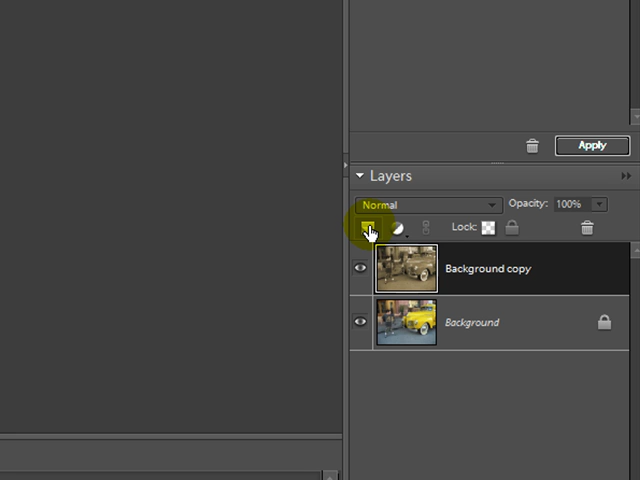 Apply
Layers
Normal
Opacity: 100%
Lock:
Background copy
Background